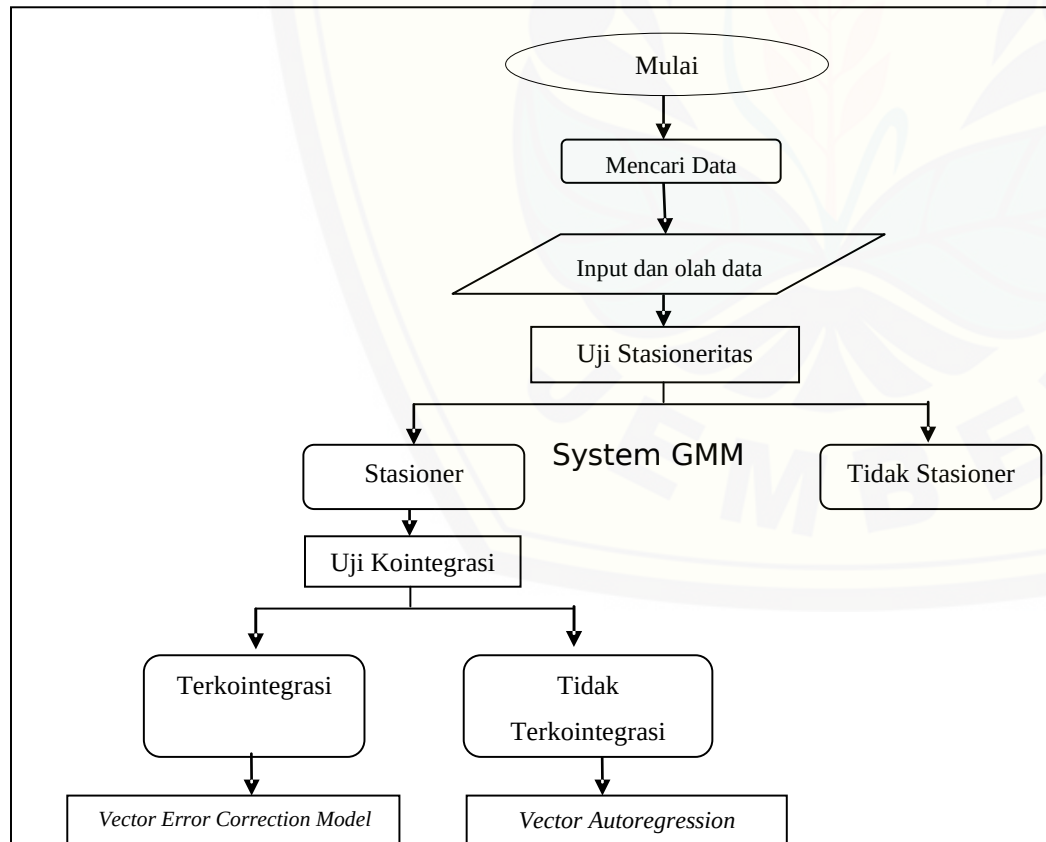 Mulai
Mencari Data
Input dan olah data
Uji Stasioneritas
Stasioner
System GMM
Tidak Stasioner
Uji Kointegrasi
Terkointegrasi
Tidak
Terkointegrasi
Vector Error Correction Model
Vector Autoregression